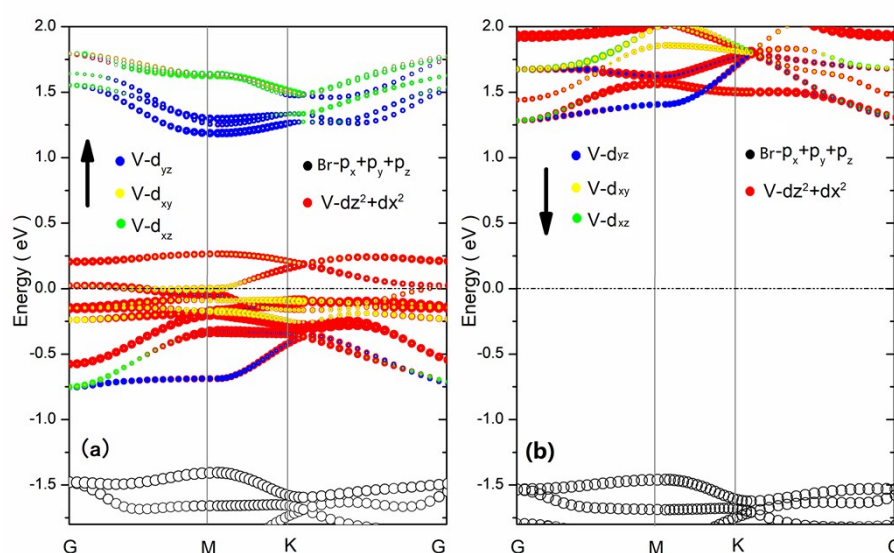 2.0
1.5
1.0
0.5
0.0
-0.5
-1.0
-1.5
Energy ( eV )
V-dyz
V-dxy
V-dxz
Br-px+py+pz
V-dz²+dx²
(a)
G
M
K
G
2.0
1.5
1.0
0.5
0.0
-0.5
-1.0
-1.5
Energy ( eV )
V-dyz
V-dxy
V-dxz
Br-px+py+pz
V-dz²+dx²
(b)
G
M
K
G